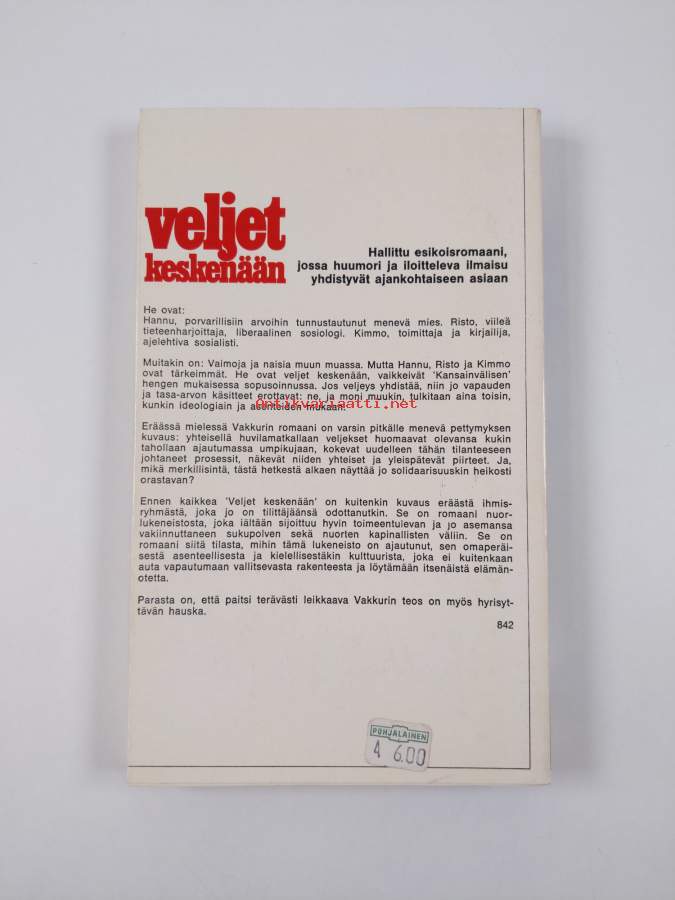 veljet
keskenään
Hallittu esikoisromaani,
jossa huumori ja iloitteleva ilmaisu
yhdistyvät ajankohtaiseen asiaan
He ovat:
Hannu, porvarillisiin arvoihin tunnustautunut menevä mies. Risto, viileä
tieteenharjoittaja, liberaalinen sosiologi. Kimmo, toimittaja ja kirjailija,
ajelehtiva sosialisti.
Muitakin on: Vaimoja ja naisia muun muassa. Mutta Hannu, Risto ja Kimmo
ovat tärkeimmät. He ovat veljet keskenään, vaikkeivät 'Kansainvälisen'
hengen mukaisessa sopusoinnussa. Jos veljeys yhdistää, niin jo vapauden
ja tasa-arvon käsitteet erottavat: ne, ja moni muukin, tulkitaan aina toisin,
kunkin ideologiain ja asenteiden mukaan.
Antikvariaatti.net
Eräässä mielessä Vakkurin romaani on varsin pitkälle menevä pettymyksen
kuvaus: yhteisellä huvilamatkallaan veljekset huomaavat olevansa kukin
tahollaan ajautumassa umpikujaan, kokevat uudelleen tähän tilanteeseen
johtaneet prosessit, näkevät niiden yhteiset ja yleispätevät piirteet. Ja,
mikä merkillisintä, tästä hetkestä alkaen näyttää jo solidaarisuuskin heikosti
orastavan?
Ennen kaikkea 'Veljet keskenään' on kuitenkin kuvaus eräästä ihmis-
ryhmästä, joka jo on tilittäjäänsä odottanutkin. Se on romaani nuor-
lukeneistosta, joka iältään sijoittuu hyvin toimeentulevan ja jo asemansa
vakiinnuttaneen sukupolven sekä nuorten kapinallisten väliin. Se on
romaani siitä tilasta, mihin tämä lukeneisto on ajautunut, sen omaperäi-
sestä asenteellisesta ja kielellisestäkin kulttuurista, joka ei kuitenkaan
auta vapautumaan vallitsevasta rakenteesta ja löytämään itsenäistä elämän-
otetta.
Parasta on, että paitsi terävästi leikkaava Vakkurin teos on myös hyrisyt-
tävän hauska.
842
POHJALAINEN
A 6.00